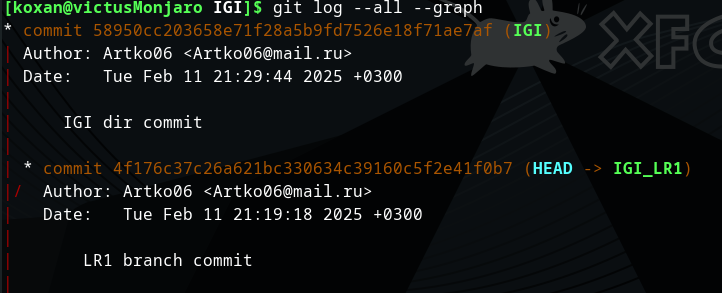 [koxan@victusMonjaro IGI]$ git log --all --graph
* commit 58950cc203658e71f28a5b9fd7526e18f71ae7af (IGI)
| Author: Artko06 <Artko06@mail.ru>
| Date:   Tue Feb 11 21:29:44 2025 +0300
|
|     IGI dir commit
|
| * commit 4f176c37c26a621bc330634c39160c5f2e41f0b7 (HEAD -> IGI_LR1)
|/  Author: Artko06 <Artko06@mail.ru>
|   Date:   Tue Feb 11 21:19:18 2025 +0300
|
|       LR1 branch commit
|